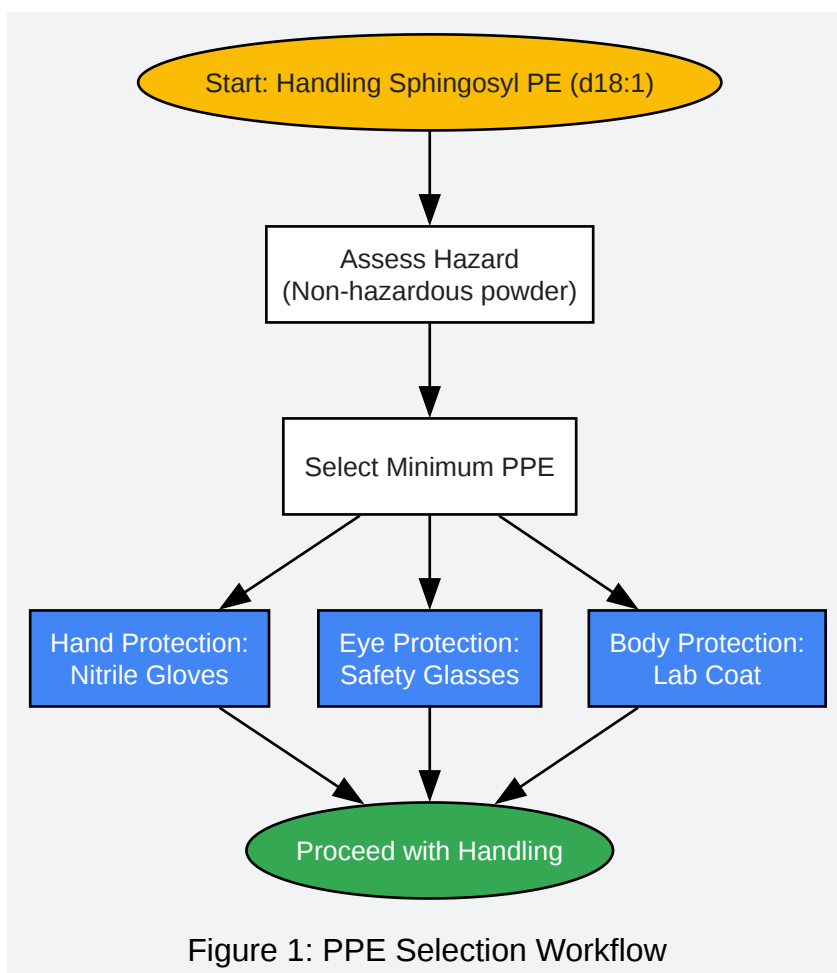 Start: Handling Sphingosyl PE (d18:1)
Assess Hazard
(Non-hazardous powder)
Select Minimum PPE
Hand Protection:
Nitrile Gloves
Eye Protection:
Safety Glasses
Body Protection:
Lab Coat
Proceed with Handling
Figure 1: PPE Selection Workflow